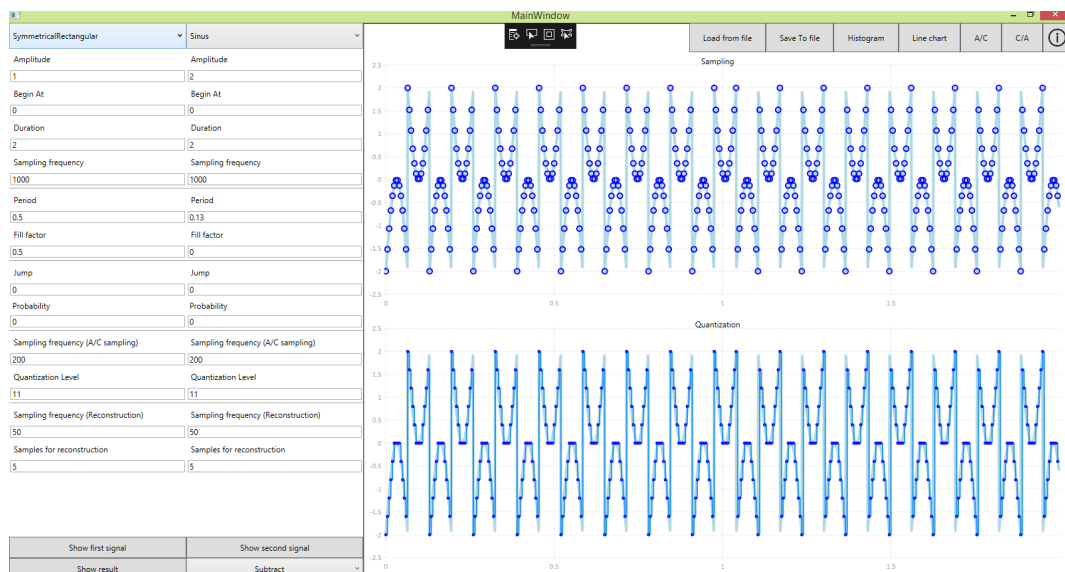 MainWindow
SymmetricalRectangular Sinus
Load from file Save To file Histogram Line chart A/C C/A i
Amplitude Amplitude
1 2
Begin At Begin At
0 0
Duration Duration
2 2
Sampling frequency Sampling frequency
1000 1000
Period Period
0.5 0.13
Fill factor Fill factor
0.5 0
Jump Jump
0 0
Probability Probability
0 0
Sampling frequency (A/C sampling) Sampling frequency (A/C sampling)
200 200
Quantization Level Quantization Level
11 11
Sampling frequency (Reconstruction) Sampling frequency (Reconstruction)
50 50
Samples for reconstruction Samples for reconstruction
5 5
Show first signal Show second signal
Show result Subtract
Sampling
2.5
2
1.5
1
0.5
0
-0.5
-1
-1.5
-2
-2.5
0 0.5 1 1.5
Quantization
2.5
2
1.5
1
0.5
0
-0.5
-1
-1.5
-2
-2.5
0 0.5 1 1.5